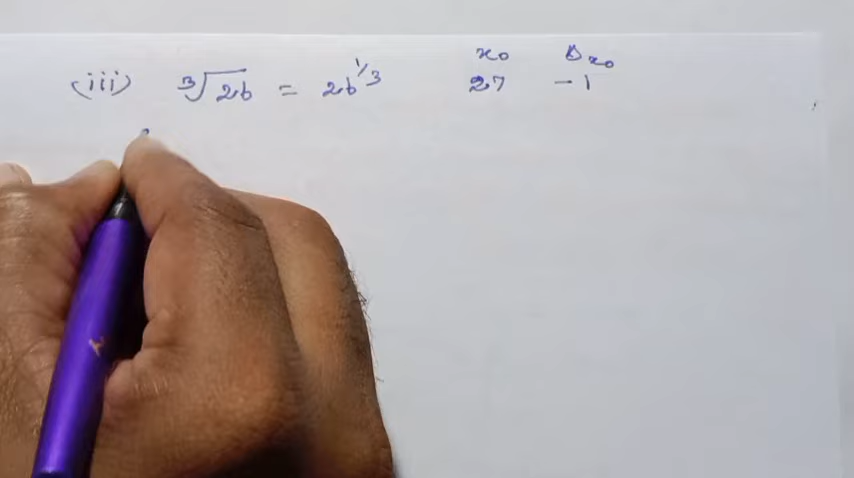 x₀ Δx₀
(iii) ∛26 = 26^1/3 27 -1